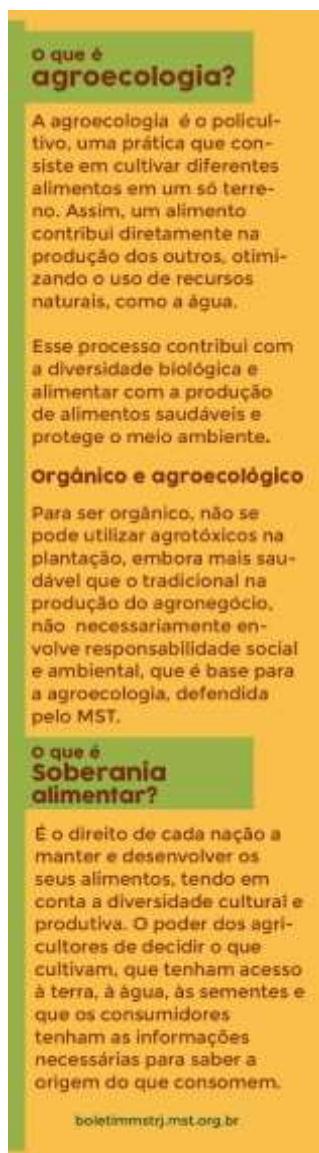 O que é
agroecologia?
A agroecologia é o policul-
tivo, uma prática que con-
siste em cultivar diferentes
alimentos em um só terre-
no. Assim, um alimento
contribui diretamente na
produção dos outros, otimi-
zando o uso de recursos
naturais, como a água.
Esse processo contribui com
a diversidade biológica e
alimentar com a produção
de alimentos saudáveis e
protege o meio ambiente.
Orgânico e agroecológico
Para ser orgânico, não se
pode utilizar agrotóxicos na
plantação, embora mais sau-
dável que o tradicional na
produção do agronegócio,
não necessariamente en-
volve responsabilidade social
e ambiental, que é base para
a agroecologia, defendida
pelo MST.
O que é
Soberania
alimentar?
É o direito de cada nação a
manter e desenvolver os
seus alimentos, tendo em
conta a diversidade cultural e
produtiva. O poder dos agri-
cultores de decidir o que
cultivam, que tenham acesso
à terra, à água, às sementes e
que os consumidores
tenham as informações
necessárias para saber a
origem do que consomem.
boletimmstrj.mst.org.br